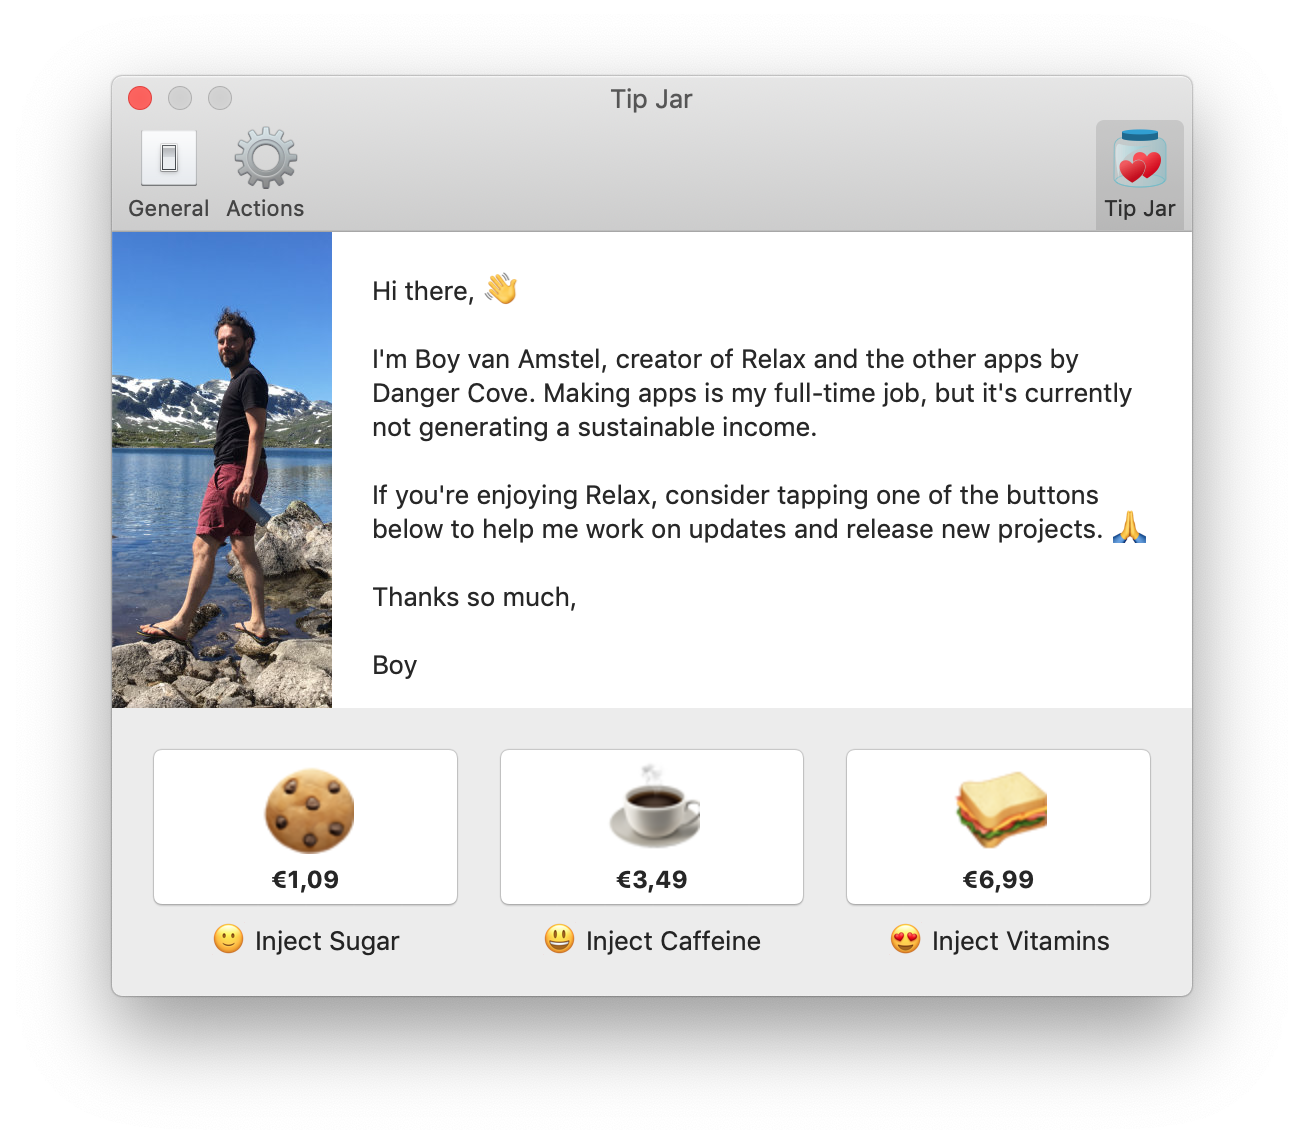 Tip Jar
General
Actions
Tip Jar
Hi there, 👋
I'm Boy van Amstel, creator of Relax and the other apps by
Danger Cove. Making apps is my full-time job, but it's currently
not generating a sustainable income.
If you're enjoying Relax, consider tapping one of the buttons
below to help me work on updates and release new projects. 🙏
Thanks so much,
Boy
€1,09
€3,49
€6,99
🙂 Inject Sugar
😃 Inject Caffeine
😍 Inject Vitamins